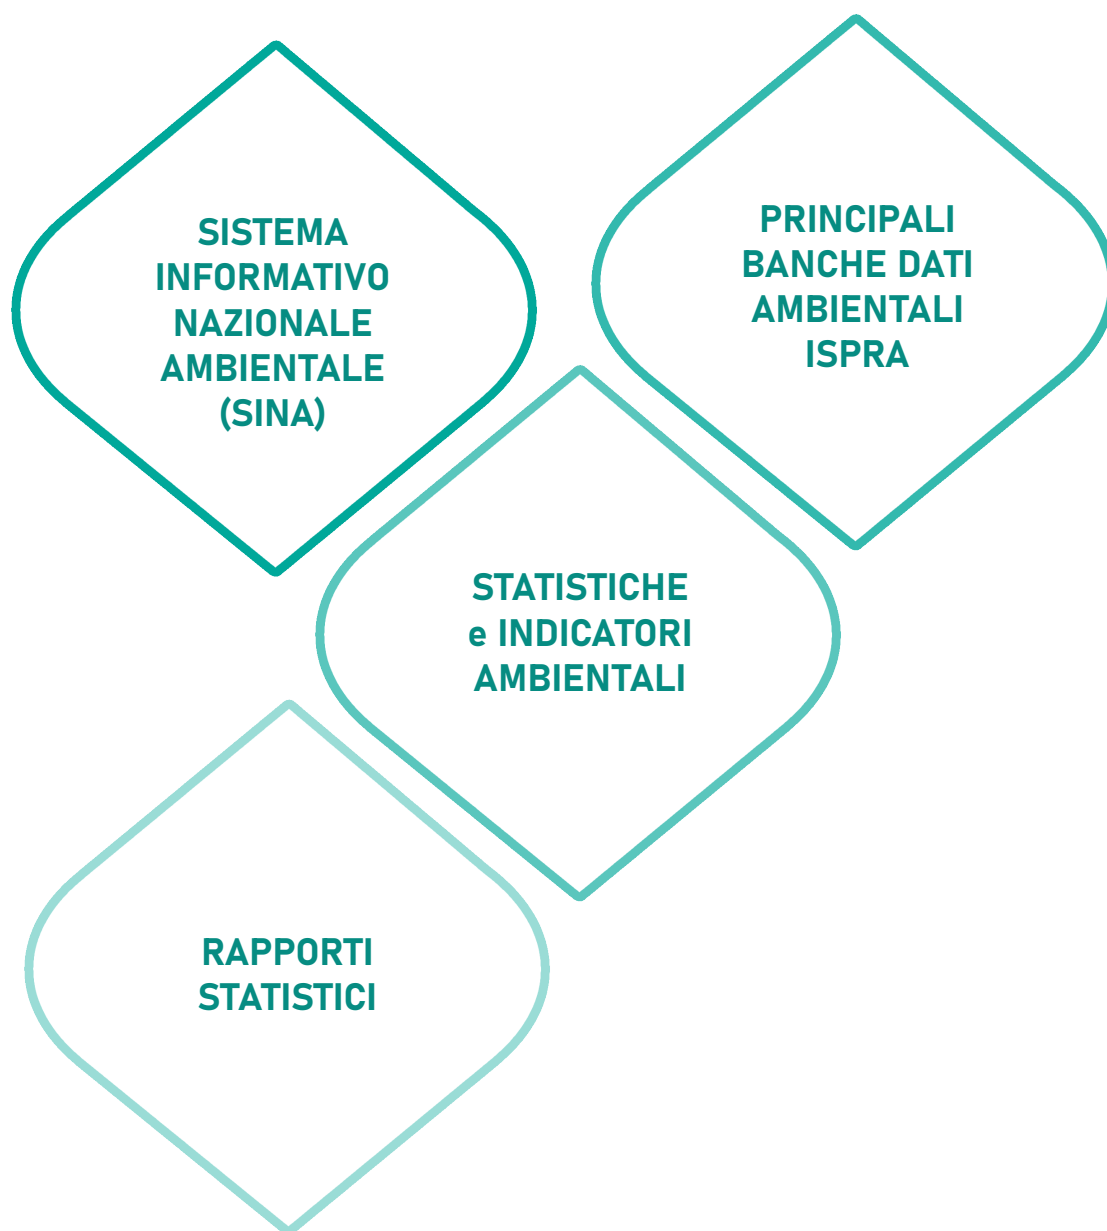 SISTEMA
INFORMATIVO
NAZIONALE
AMBIENTALE
(SINA)
PRINCIPALI
BANCHE DATI
AMBIENTALI
ISPRA
STATISTICHE
e INDICATORI
AMBIENTALI
RAPPORTI
STATISTICI